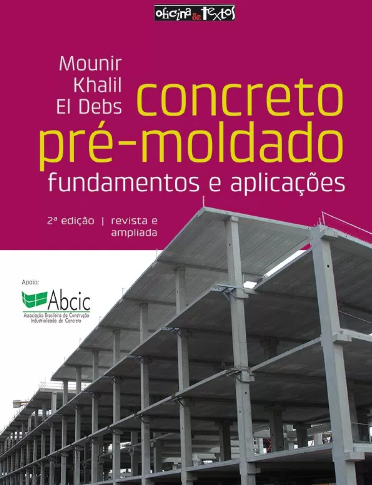 oficina de textos
Mounir
Khalil
El Debs
concreto
pré-moldado
fundamentos e aplicações
2ª edição | revista e
ampliada
Apoio:
Abcic
Associação Brasileira da Construção
Industrializada de Concreto